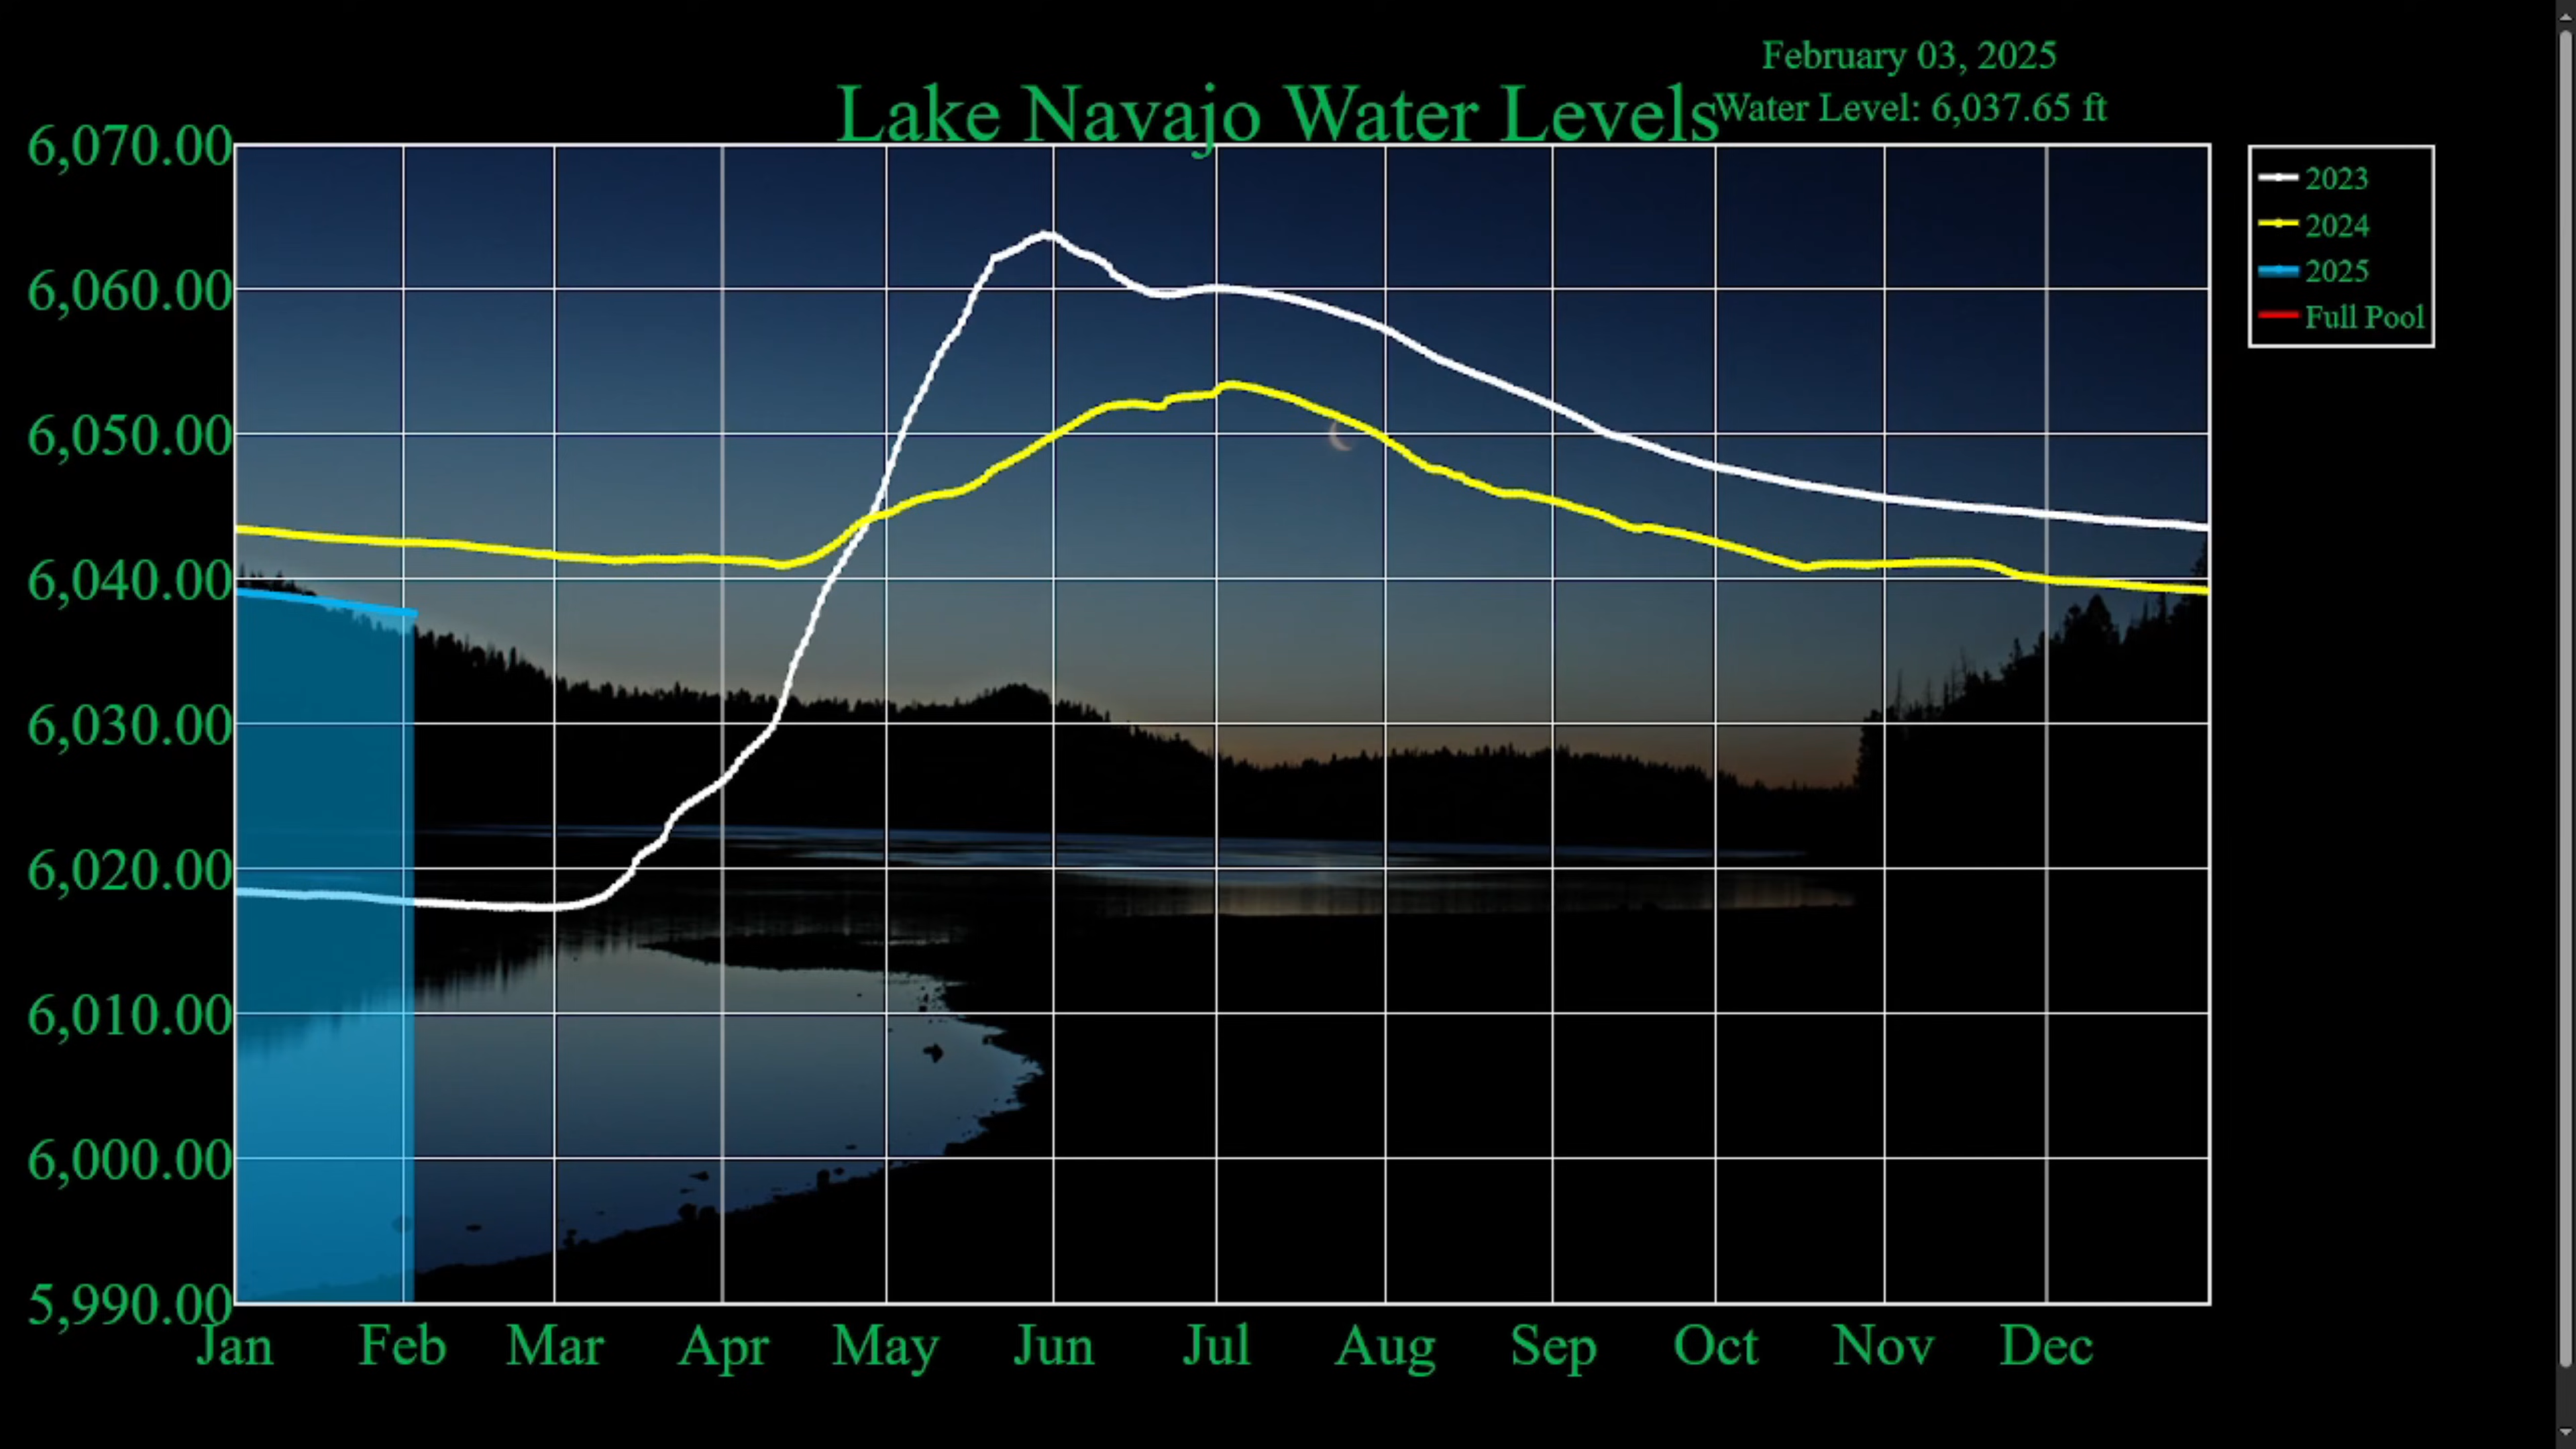 February 03, 2025
Lake Navajo Water Levels
Water Level: 6,037.65 ft
6,070.00
6,060.00
6,050.00
6,040.00
6,030.00
6,020.00
6,010.00
6,000.00
5,990.00
Jan Feb Mar Apr May Jun Jul Aug Sep Oct Nov Dec
2023
2024
2025
Full Pool